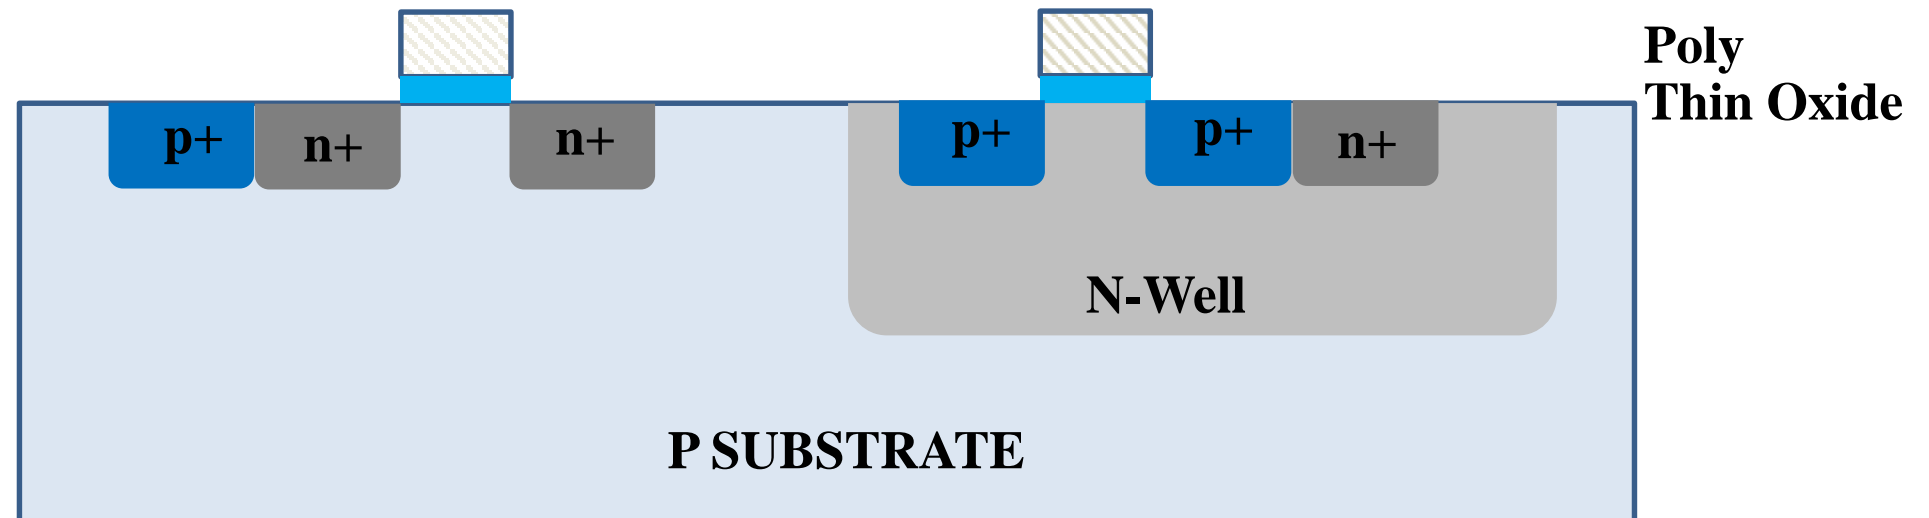 Poly
Thin Oxide
p+ n+ n+ p+ p+ n+
N-Well
P SUBSTRATE